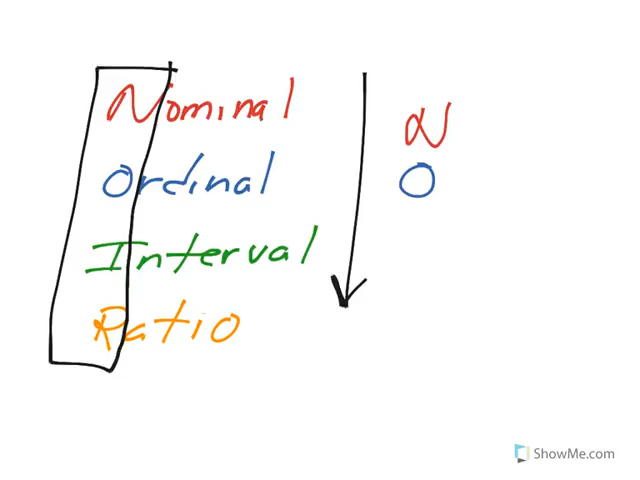 Nominal
Ordinal
Interval
Ratio
N
O
ShowMe.com